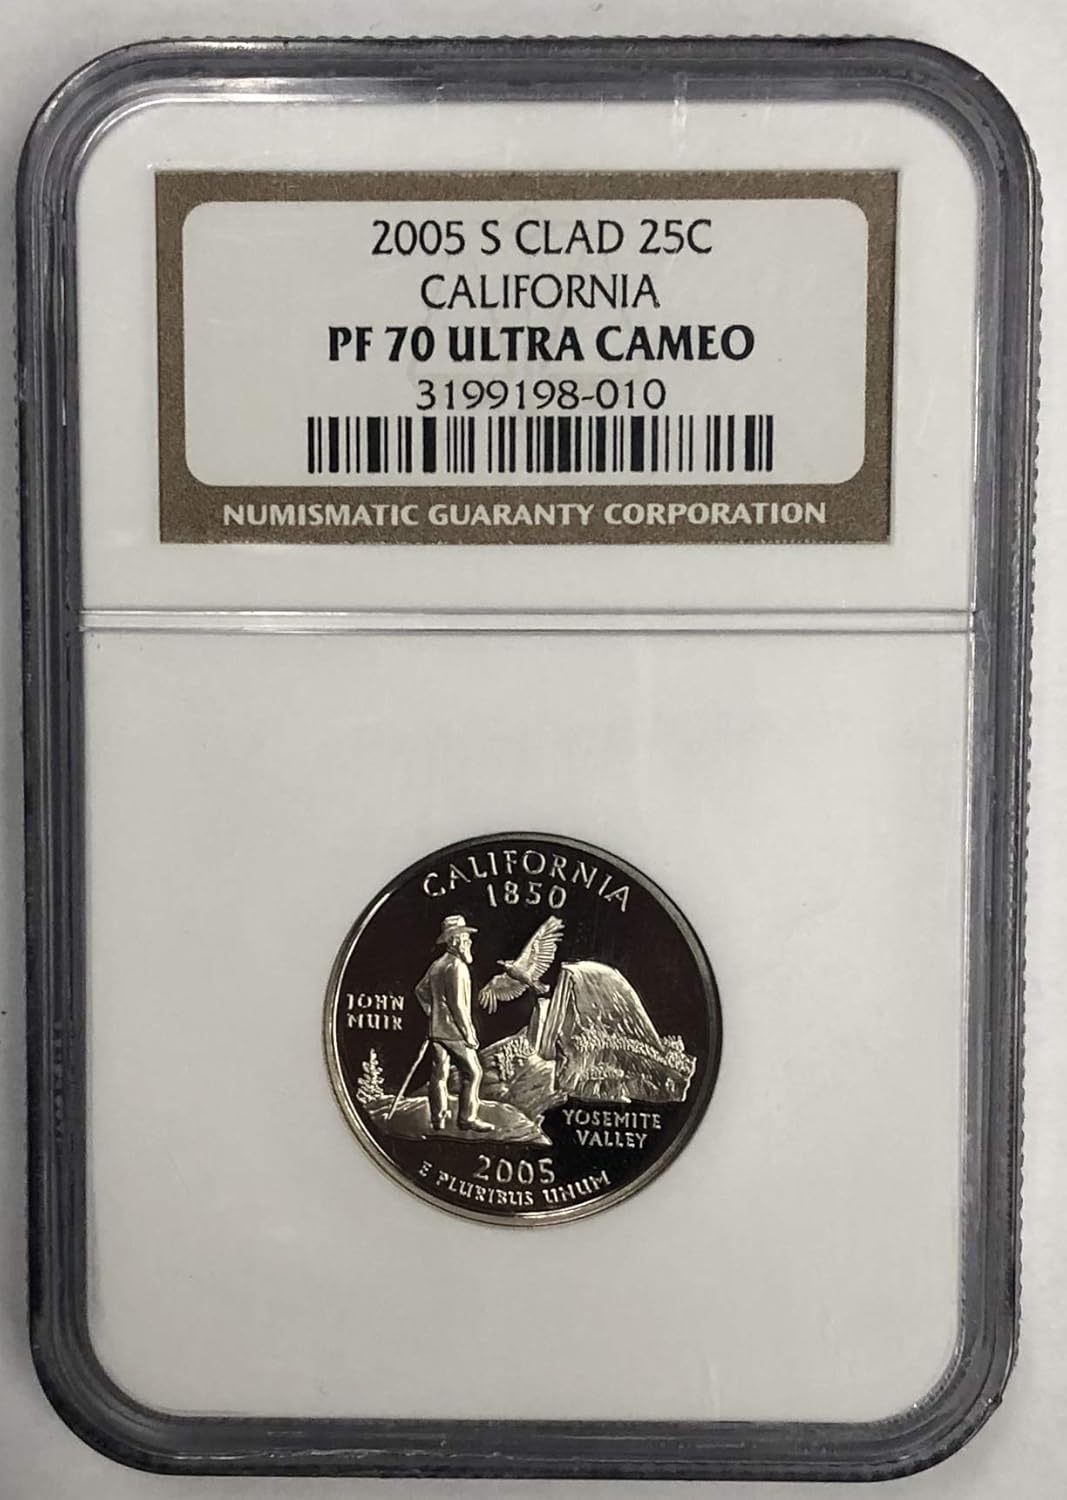 2005 S CLAD 25C
CALIFORNIA
PF 70 ULTRA CAMEO
3199198-010
NUMISMATIC GUARANTY CORPORATION
CALIFORNIA
1850
JOHN
MUIR
YOSEMITE
VALLEY
2005
E PLURIBUS UNUM